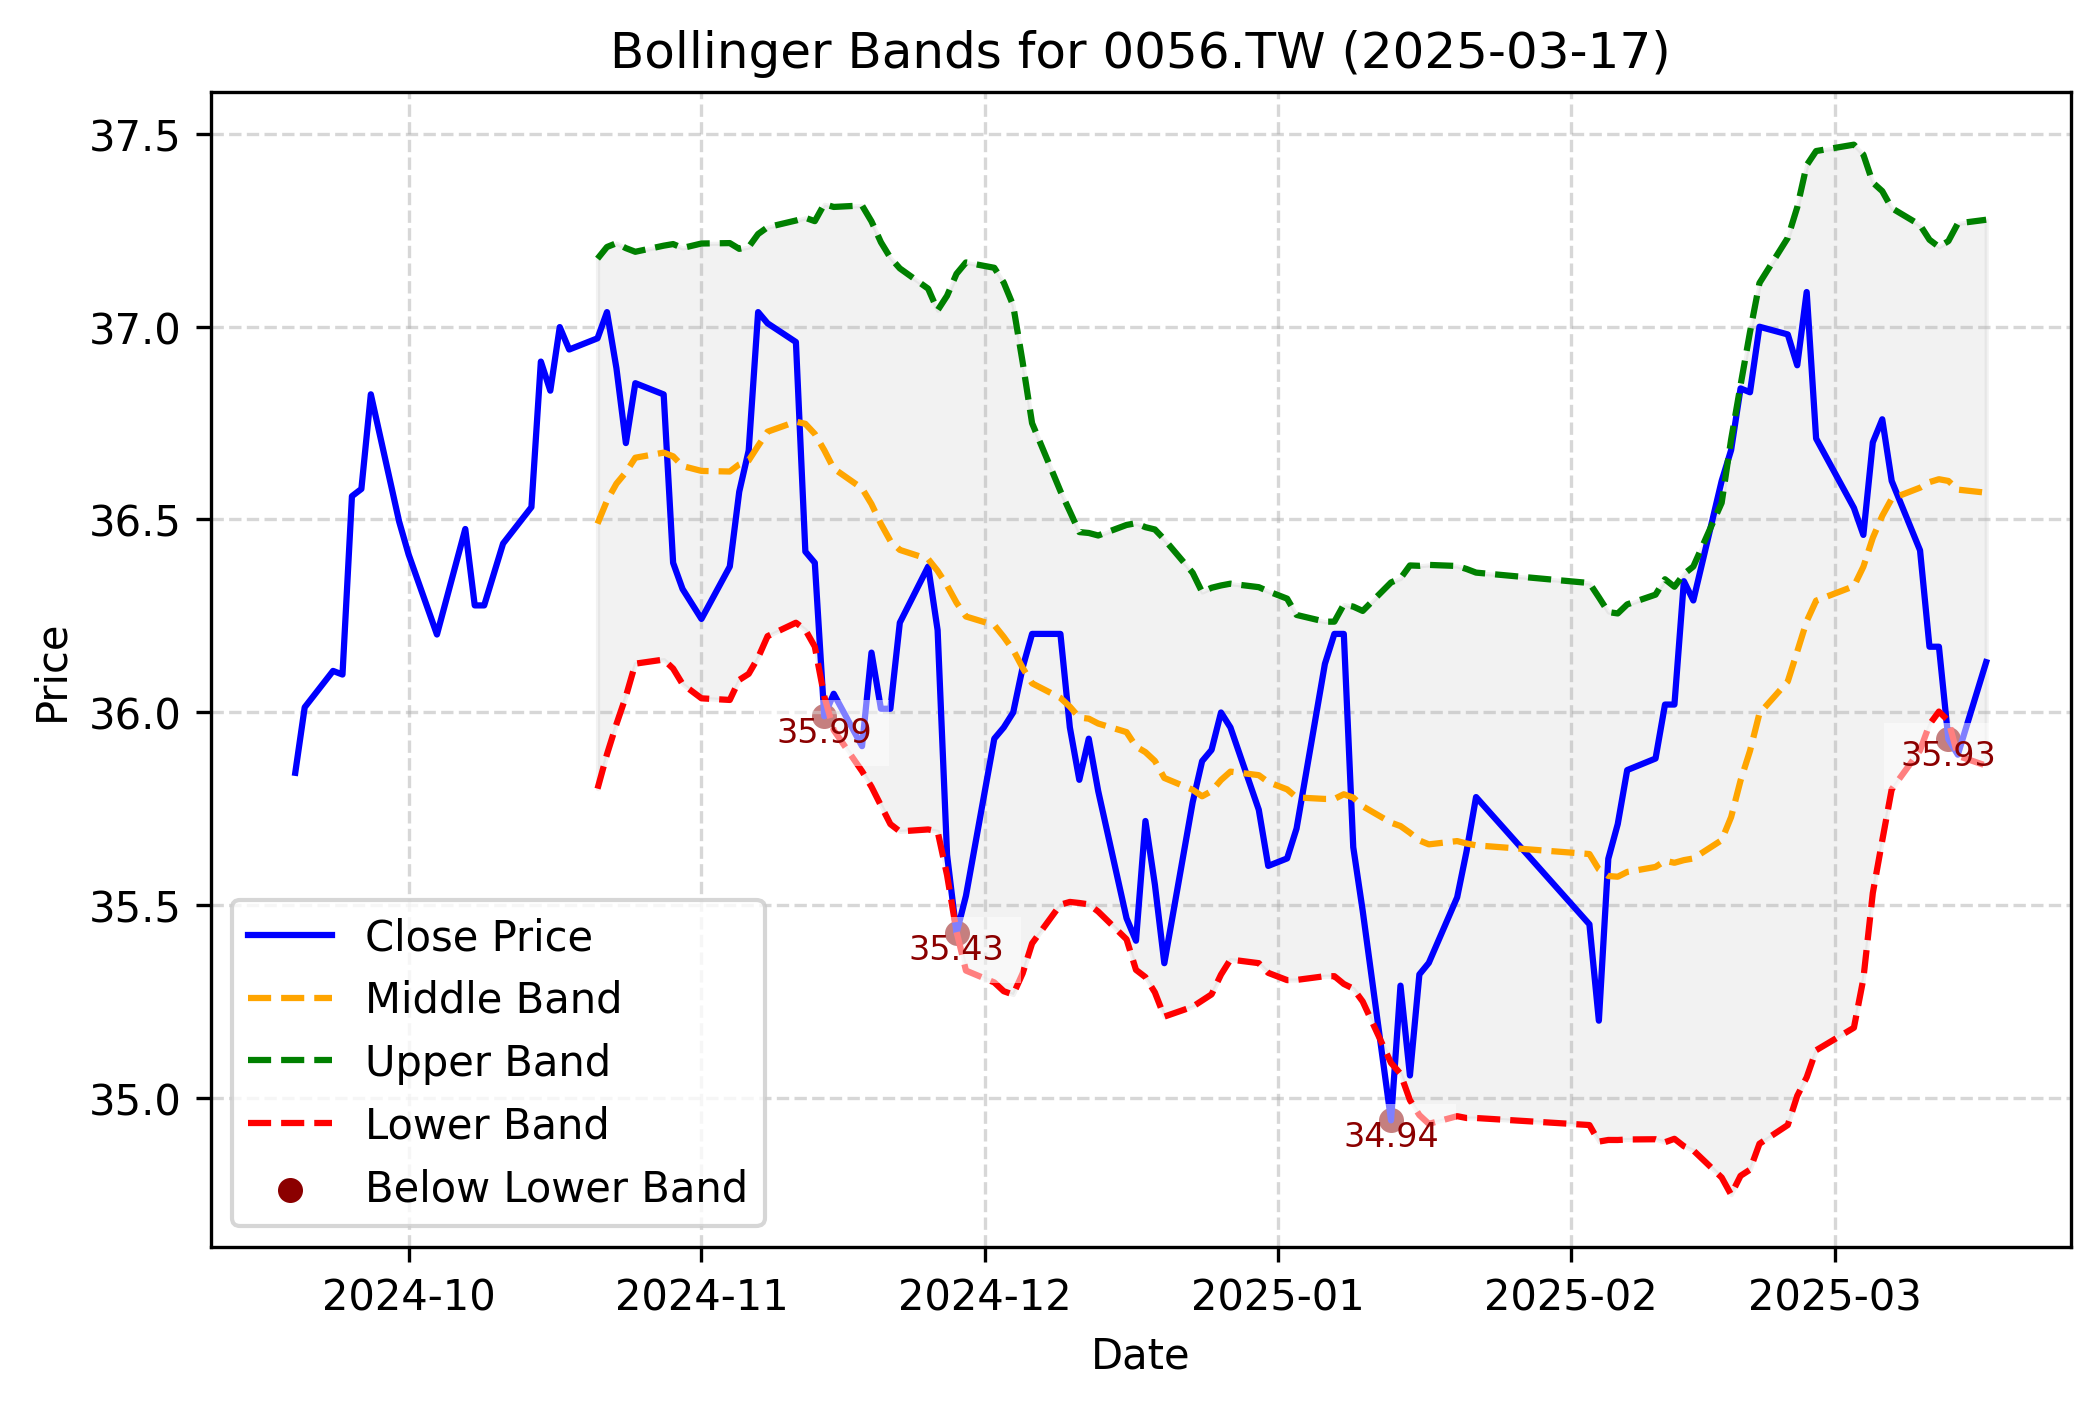 Bollinger Bands for 0056.TW (2025-03-17)
37.5
37.0
36.5
36.0
35.5
35.0
Price
35.99
35.43
34.94
35.93
Close Price
Middle Band
Upper Band
Lower Band
Below Lower Band
2024-10
2024-11
2024-12
2025-01
2025-02
2025-03
Date